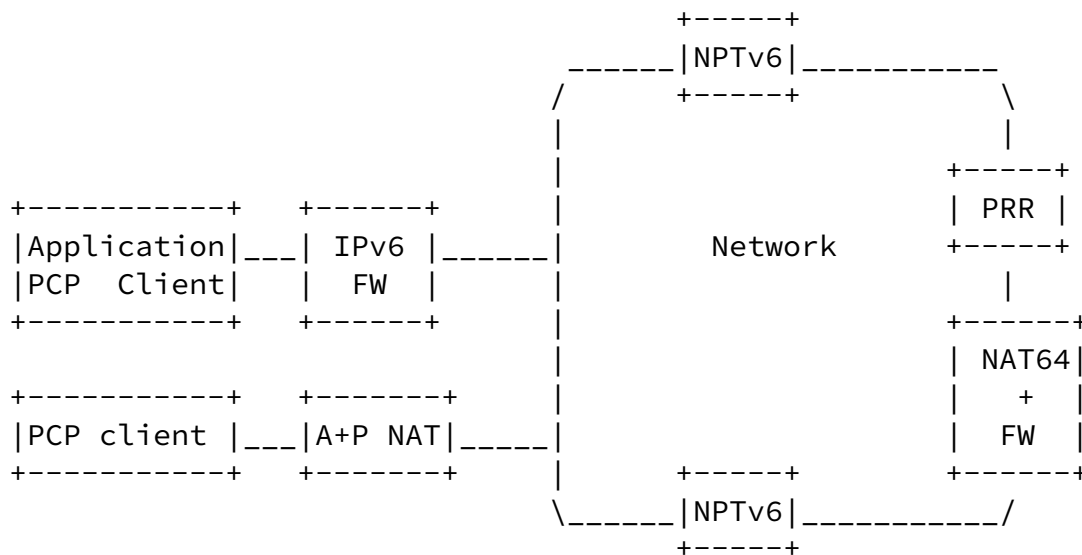 NPTv6
PRR
Application
IPv6
Network
PCP  Client
FW
NAT64
+
PCP client
A+P NAT
FW
NPTv6